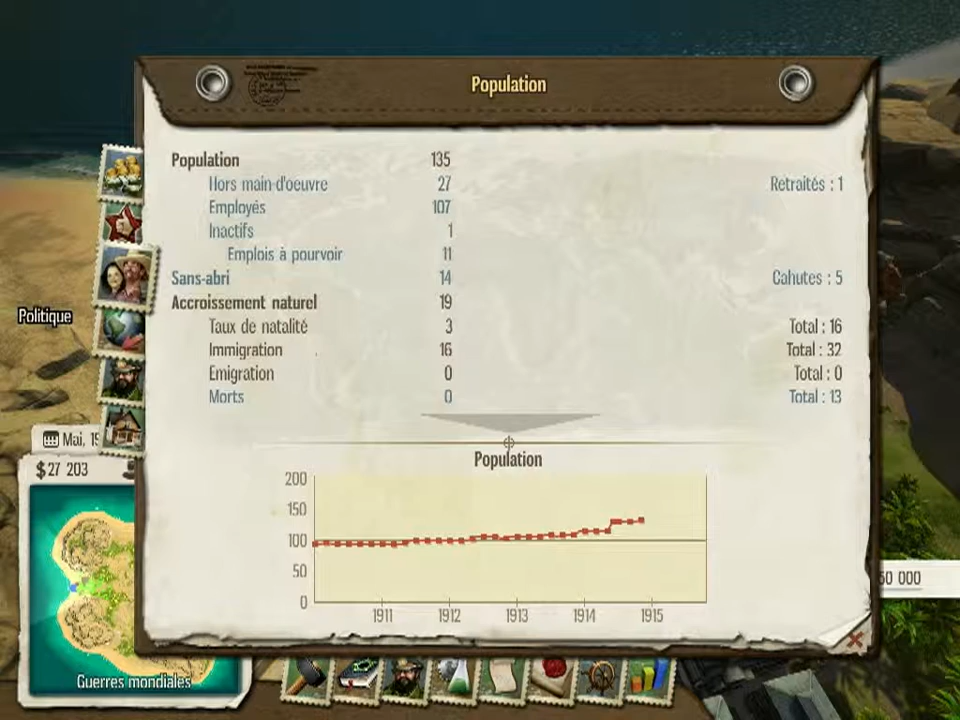 Population
Population 135
Hors main-d'oeuvre 27 Retraités : 1
Employés 107
Inactifs 1
Emplois à pourvoir 11
Sans-abri 14 Cahutes : 5
Accroissement naturel 19
Taux de natalité 3 Total : 16
Immigration 16 Total : 32
Emigration 0 Total : 0
Morts 0 Total : 13
Politique
Mai, 19
$ 27 203
Population
200
150
100
50
0
1911 1912 1913 1914 1915
50 000
Guerres mondiales